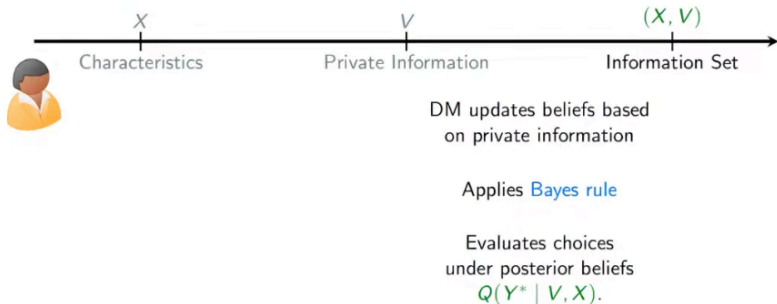 X
V
(X, V)
Characteristics
Private Information
Information Set
DM updates beliefs based
on private information
Applies Bayes rule
Evaluates choices
under posterior beliefs
Q(Y* | V, X).